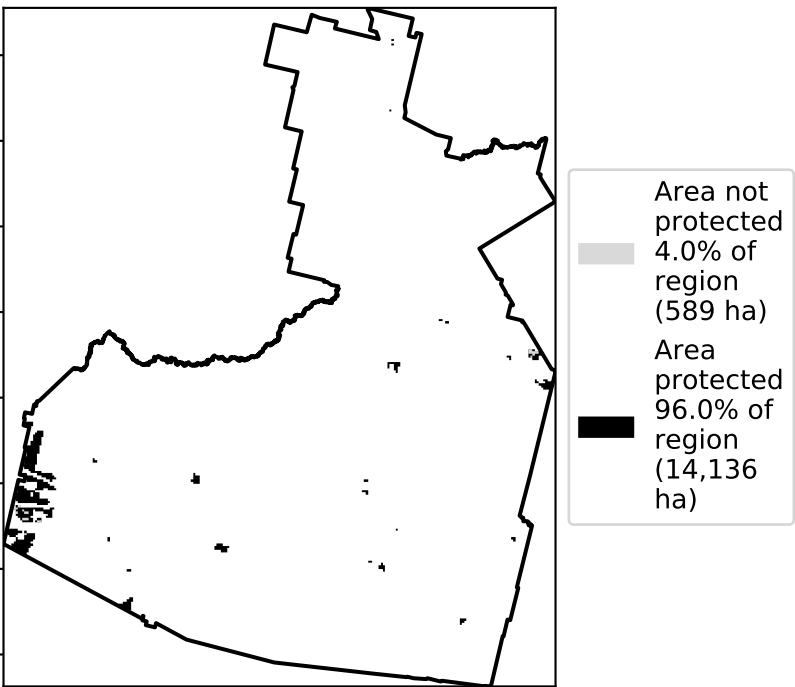 Area not
protected
4.0% of
region
(589 ha)
Area
protected
96.0% of
region
(14,136
ha)